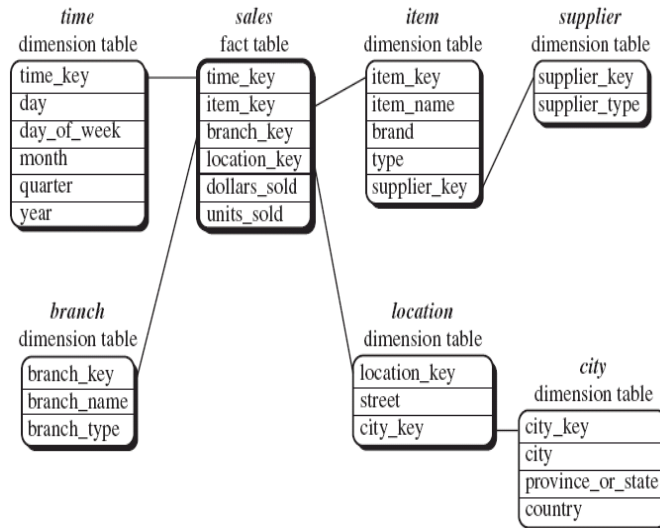 time
dimension table
time_key
day
day_of_week
month
quarter
year
sales
fact table
time_key
item_key
branch_key
location_key
dollars_sold
units_sold
item
dimension table
item_key
item_name
brand
type
supplier_key
supplier
dimension table
supplier_key
supplier_type
branch
dimension table
branch_key
branch_name
branch_type
location
dimension table
location_key
street
city_key
city
dimension table
city_key
city
province_or_state
country